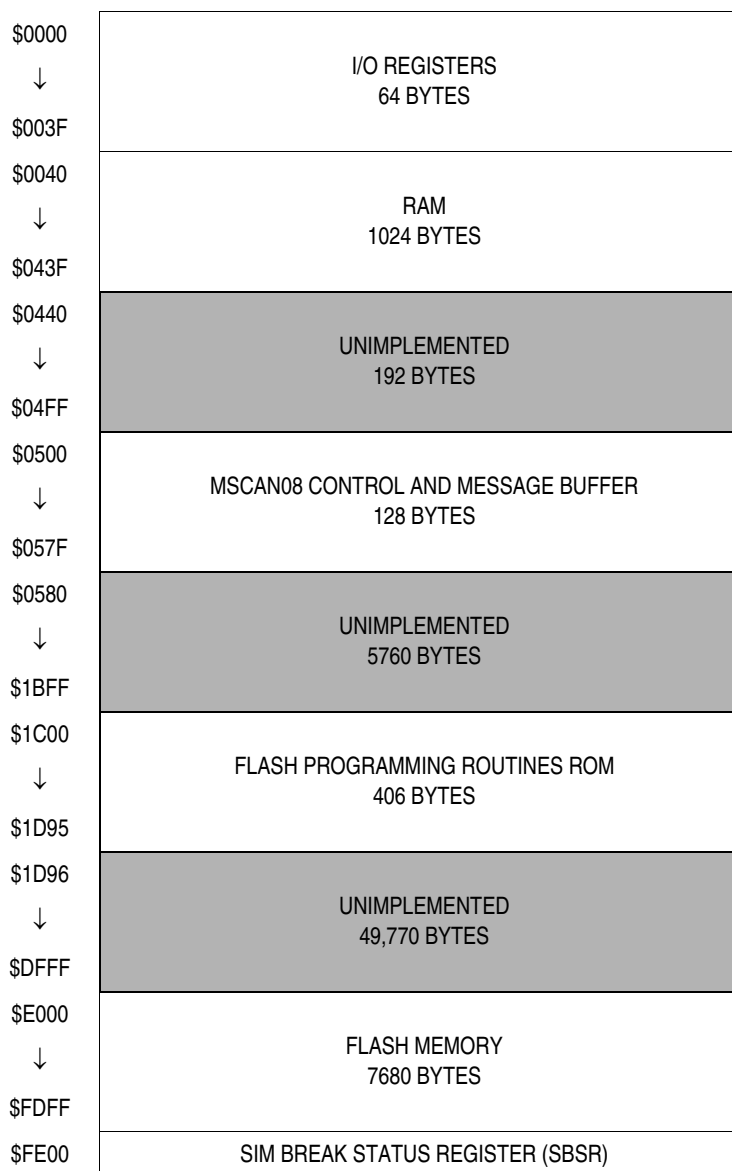 $0000
↓
$003F
I/O REGISTERS
64 BYTES
$0040
↓
$043F
RAM
1024 BYTES
$0440
↓
$04FF
UNIMPLEMENTED
192 BYTES
$0500
↓
$057F
MSCAN08 CONTROL AND MESSAGE BUFFER
128 BYTES
$0580
↓
$1BFF
UNIMPLEMENTED
5760 BYTES
$1C00
↓
$1D95
FLASH PROGRAMMING ROUTINES ROM
406 BYTES
$1D96
↓
$DFFF
UNIMPLEMENTED
49,770 BYTES
$E000
↓
$FDFF
FLASH MEMORY
7680 BYTES
$FE00
SIM BREAK STATUS REGISTER (SBSR)